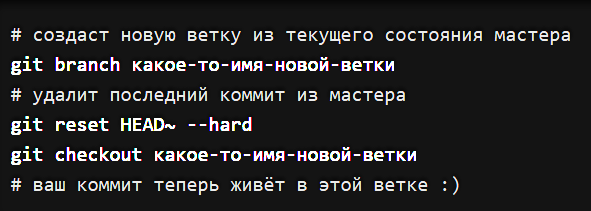 # создаст новую ветку из текущего состояния мастера
git branch какое-то-имя-новой-ветки
# удалит последний коммит из мастера
git reset HEAD~ --hard
git checkout какое-то-имя-новой-ветки
# ваш коммит теперь живёт в этой ветке :)